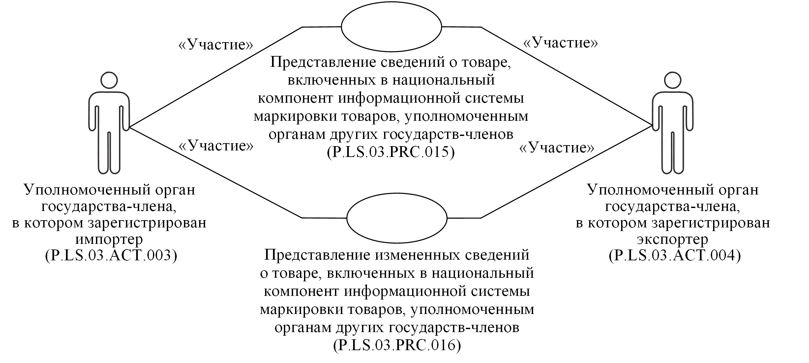 «Участие»
«Участие»
Представление сведений о товаре,
включенных в национальный
компонент информационной системы
маркировки товаров, уполномоченным
органам других государств-членов
(P.LS.03.PRC.015)
«Участие»
«Участие»
Уполномоченный орган
государства-члена,
в котором зарегистрирован
импортер
(P.LS.03.ACT.003)
Уполномоченный орган
государства-члена,
в котором зарегистрирован
экспортер
(P.LS.03.ACT.004)
Представление измененных сведений
о товаре, включенных в национальный
компонент информационной системы
маркировки товаров, уполномоченным
органам других государств-членов
(P.LS.03.PRC.016)